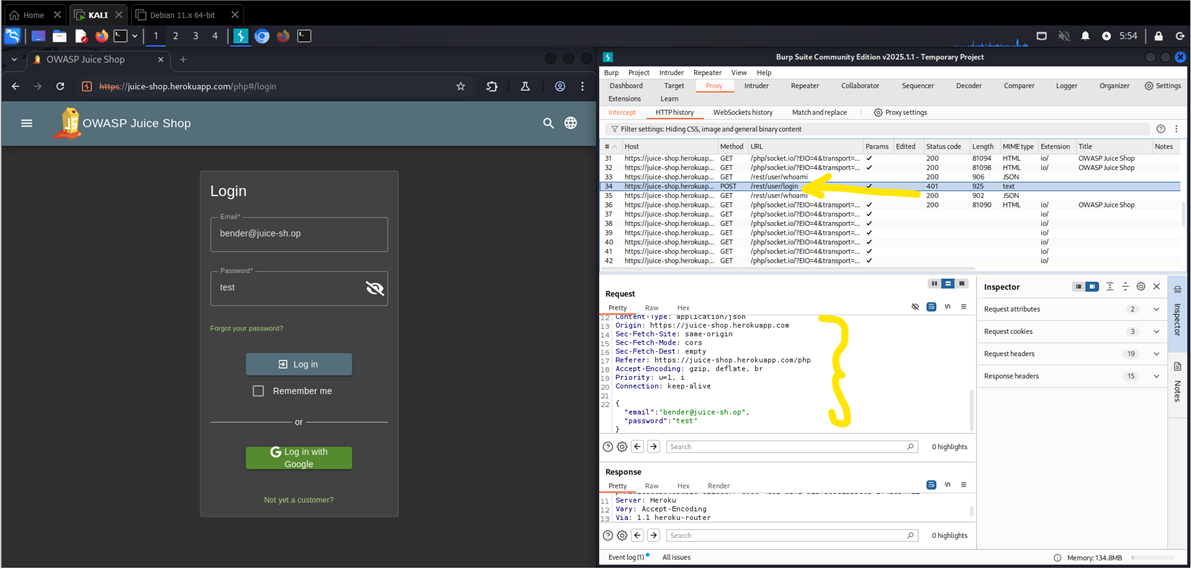 Home KALI Debian 11.x 64-bit
1 2 3 4 5:54
OWASP Juice Shop
https://juice-shop.herokuapp.com/php#/login
OWASP Juice Shop
Login
Email*
bender@juice-sh.op
Password*
test
Forgot your password?
Log in
Remember me
or
Log in with
Google
Not yet a customer?
Burp Suite Community Edition v2025.1.1 - Temporary Project
Burp Project Intruder Repeater View Help
Dashboard Target Proxy Intruder Repeater Collaborator Sequencer Decoder Comparer Logger Organizer Settings
Extensions Learn
Intercept HTTP history WebSockets history Match and replace Proxy settings
Filter settings: Hiding CSS, image and general binary content
# Host Method URL Params Edited Status code Length MIME type Extension Title Notes
31 https://juice-shop.herokuap... GET /php/socket.io/?EIO=4&transport=... ✓ 200 81094 HTML io/ OWASP Juice Shop
32 https://juice-shop.herokuap... GET /php/socket.io/?EIO=4&transport=... ✓ 200 81098 HTML io/ OWASP Juice Shop
33 https://juice-shop.herokuap... GET /rest/user/whoami 200 906 JSON
34 https://juice-shop.herokuap... POST /rest/user/login ✓ 401 925 text
35 https://juice-shop.herokuap... GET /rest/user/whoami 200 902 JSON
36 https://juice-shop.herokuap... GET /php/socket.io/?EIO=4&transport=... ✓ 200 81090 HTML io/ OWASP Juice Shop
37 https://juice-shop.herokuap... GET /php/socket.io/?EIO=4&transport=... ✓ io/
38 https://juice-shop.herokuap... GET /php/socket.io/?EIO=4&transport=... ✓ io/
39 https://juice-shop.herokuap... GET /php/socket.io/?EIO=4&transport=... ✓ io/
40 https://juice-shop.herokuap... GET /php/socket.io/?EIO=4&transport=... ✓ io/
41 https://juice-shop.herokuap... GET /php/socket.io/?EIO=4&transport=... ✓ io/
42 https://juice-shop.herokuap... GET /php/socket.io/?EIO=4&transport=... ✓ io/
Request
Pretty Raw Hex
12 Content-Type: application/json
13 Origin: https://juice-shop.herokuapp.com
14 Sec-Fetch-Site: same-origin
15 Sec-Fetch-Mode: cors
16 Sec-Fetch-Dest: empty
17 Referer: https://juice-shop.herokuapp.com/php
18 Accept-Encoding: gzip, deflate, br
19 Priority: u=1, i
20 Connection: keep-alive
21
22 {
"email":"bender@juice-sh.op",
"password":"test"
}
Search 0 highlights
Response
Pretty Raw Hex Render
11 Server: Heroku
12 Vary: Accept-Encoding
13 Via: 1.1 heroku-router
Search 0 highlights
Inspector
Request attributes 2
Request cookies 3
Request headers 19
Response headers 15
Inspector
Notes
Event log (1) All issues
Memory: 134.8MB